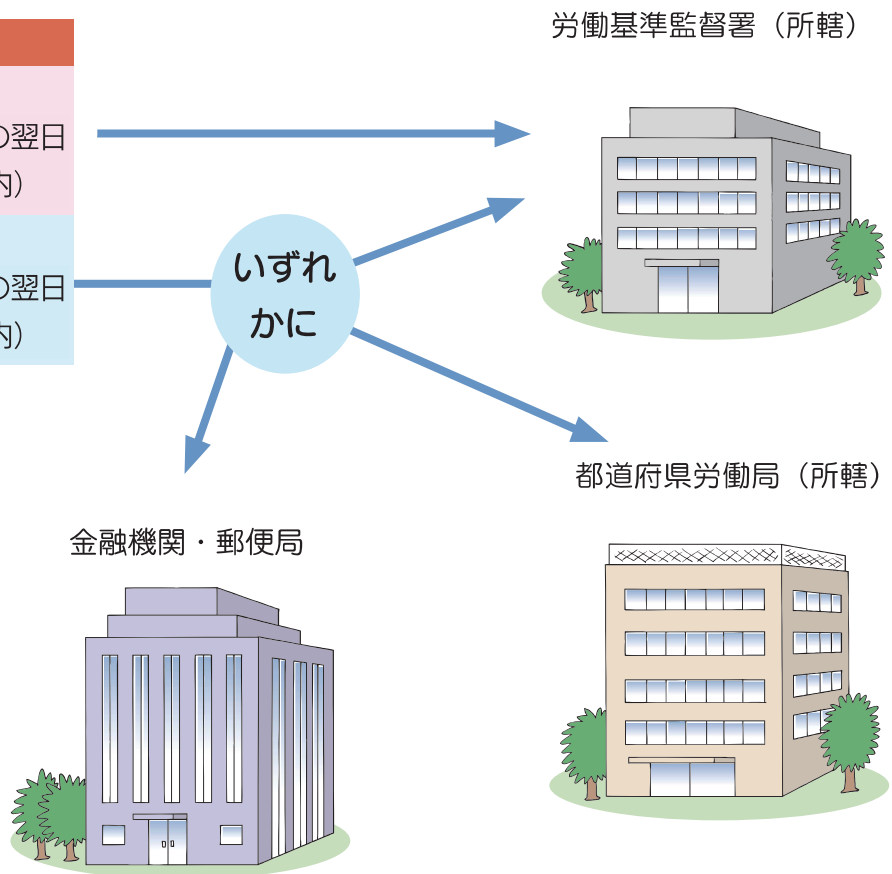 労働基準監督署（所轄）
の翌日
内）
の翌日
内）
いずれ
かに
都道府県労働局（所轄）
金融機関・郵便局